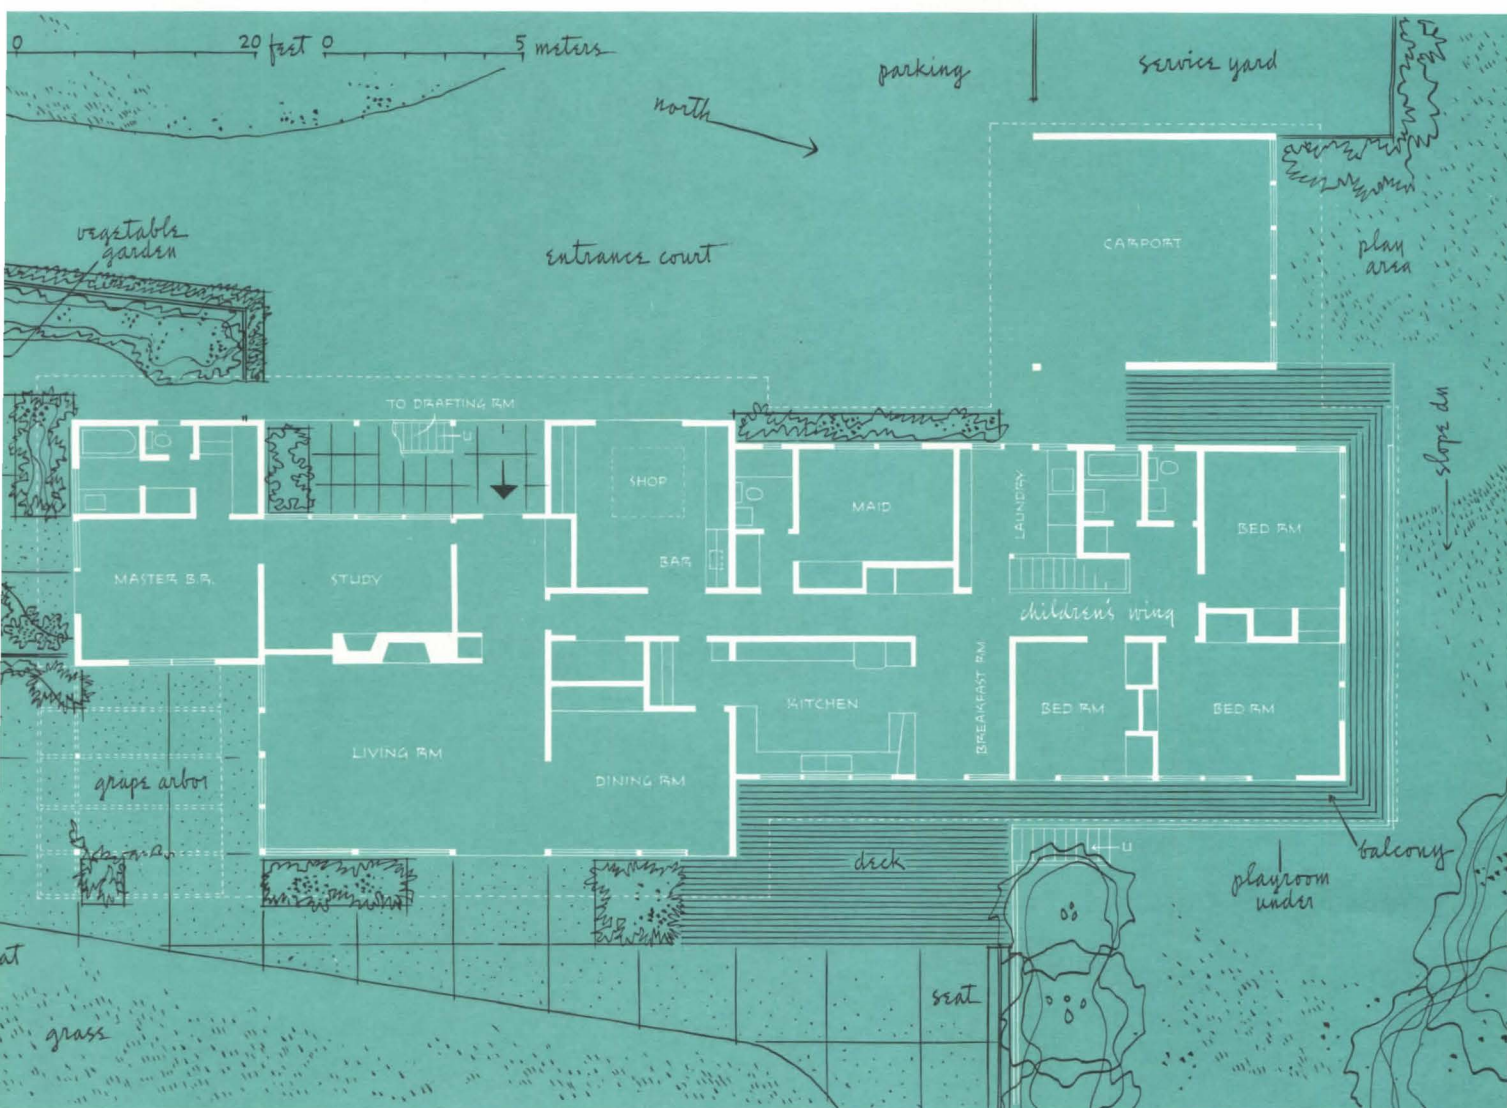 0 20 feet 0 5 meters
parking
service yard
north
vegetable
garden
entrance court
CARPORT
play
area
TO DRAFTING RM
U
SHOP
MAID
LAUNDRY
BED RM
slope dn
BAR
MASTER B.R.
STUDY
children's wing
LIVING RM
DINING RM
KITCHEN
BREAKFAST RM
BED RM
BED RM
grape arbor
deck
U
balcony
playroom
under
seat
grass